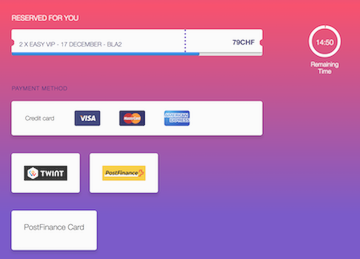 RESERVED FOR YOU
2 X EASY VIP - 17 DECEMBER - BLA2
79CHF
14:50
Remaining
Time
PAYMENT METHOD
Credit card
VISA
MasterCard
AMERICAN
EXPRESS
TWINT
PostFinance
PostFinance Card